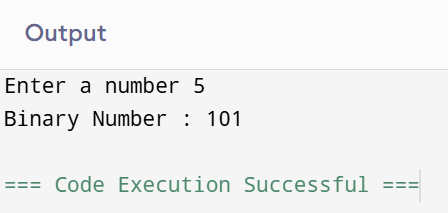 Output
Enter a number 5
Binary Number : 101
=== Code Execution Successful ===